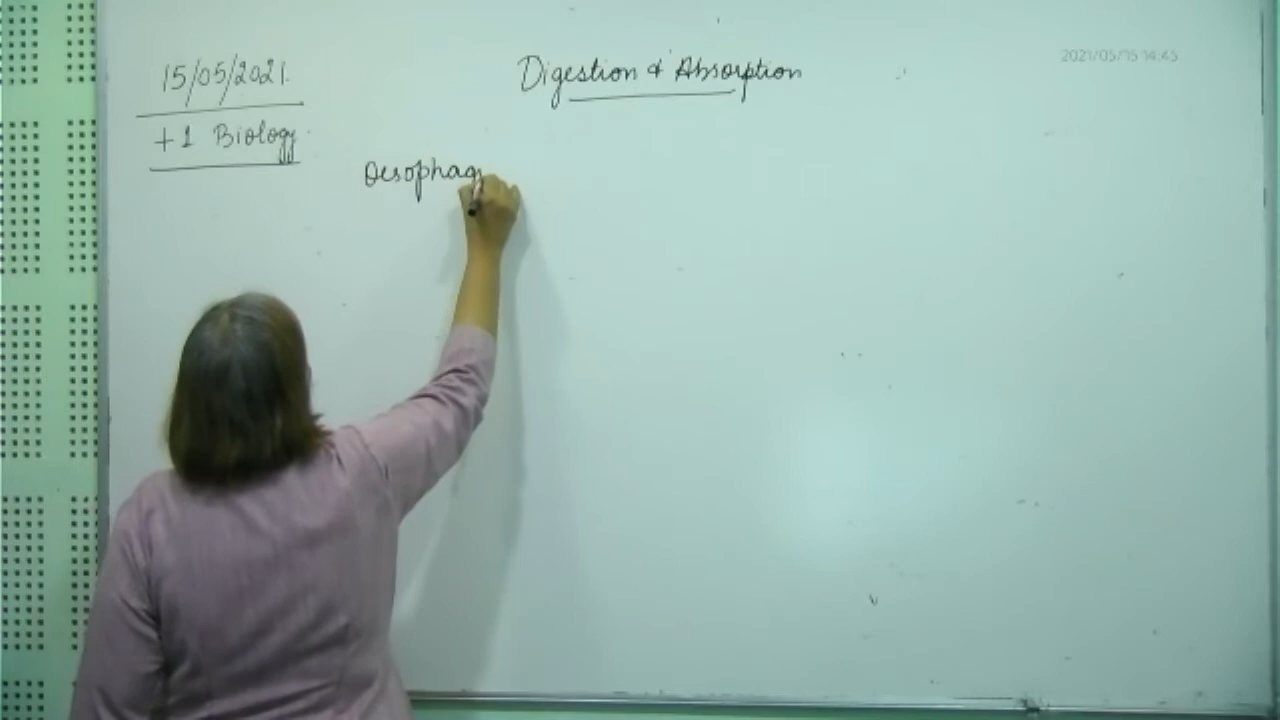 15/05/2021.
+1 Biology
Digestion & Absorption
Oesophag
2021/05/15 14:45